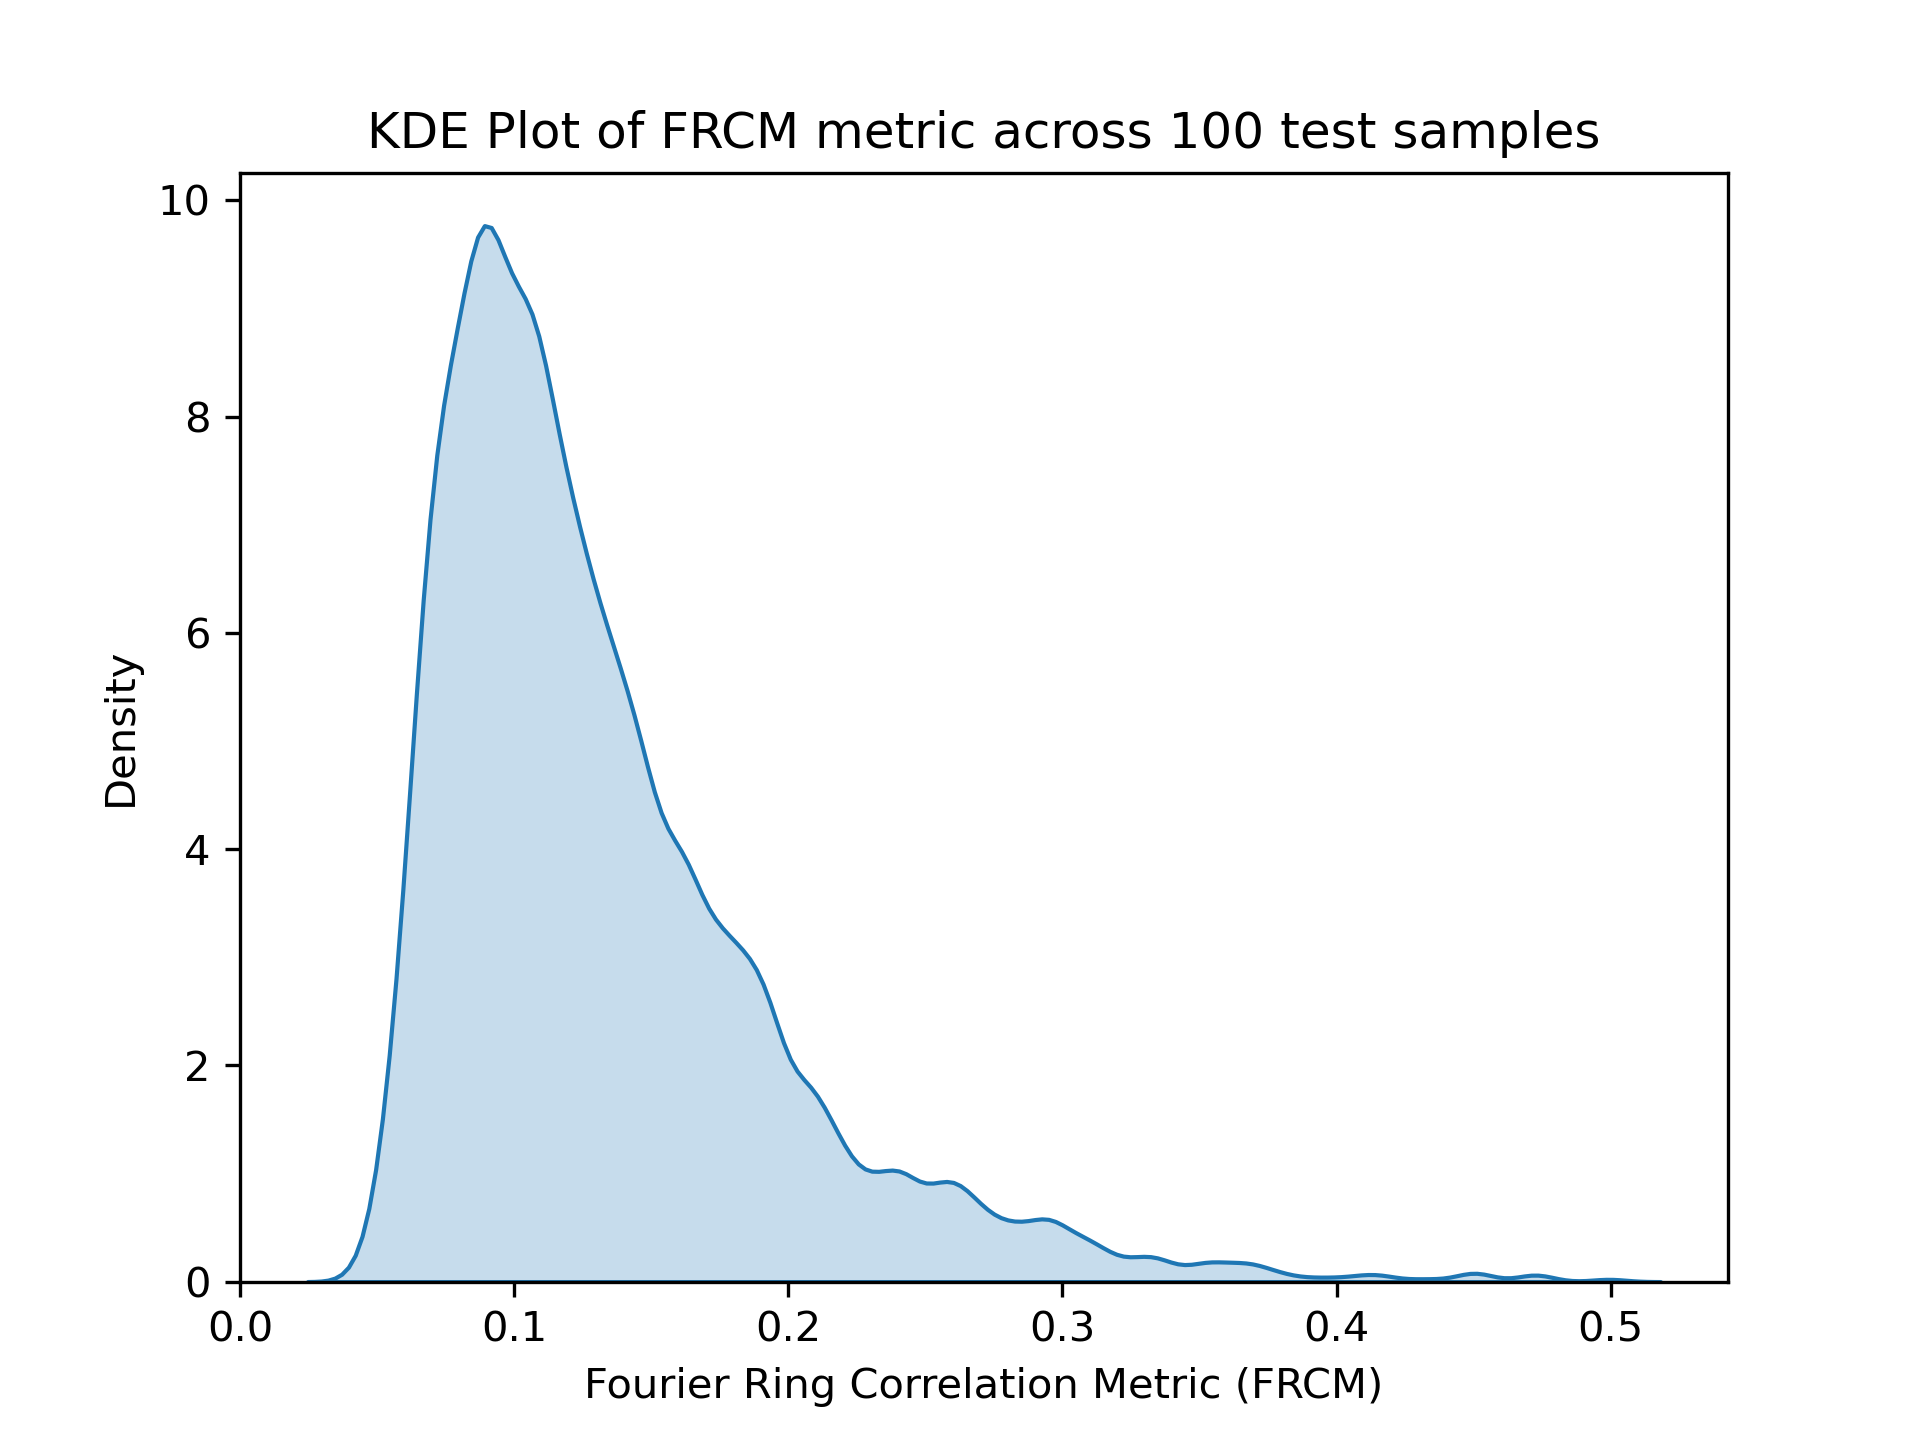 KDE Plot of FRCM metric across 100 test samples
10
8
6
4
2
0
Density
0.0 0.1 0.2 0.3 0.4 0.5
Fourier Ring Correlation Metric (FRCM)